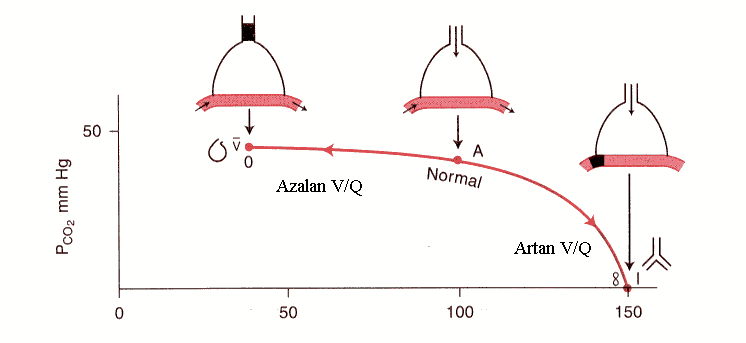 50
P_CO2 mm Hg
V̄
0
A
Normal
Azalan V/Q
Artan V/Q
∞
I
0
50
100
150